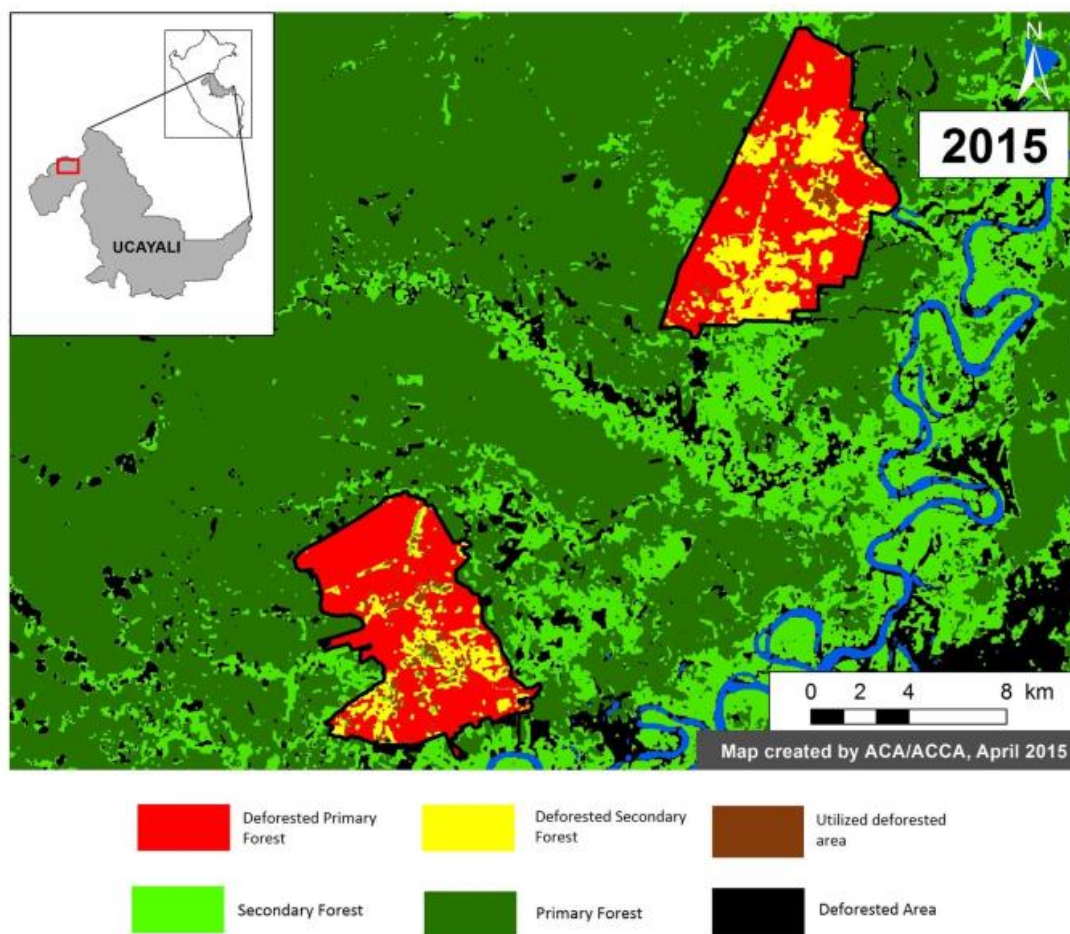 UCAYALI
N
2015
0 2 4 8 km
Map created by ACA/ACCA, April 2015
Deforested Primary
Forest
Deforested Secondary
Forest
Utilized deforested
area
Secondary Forest
Primary Forest
Deforested Area